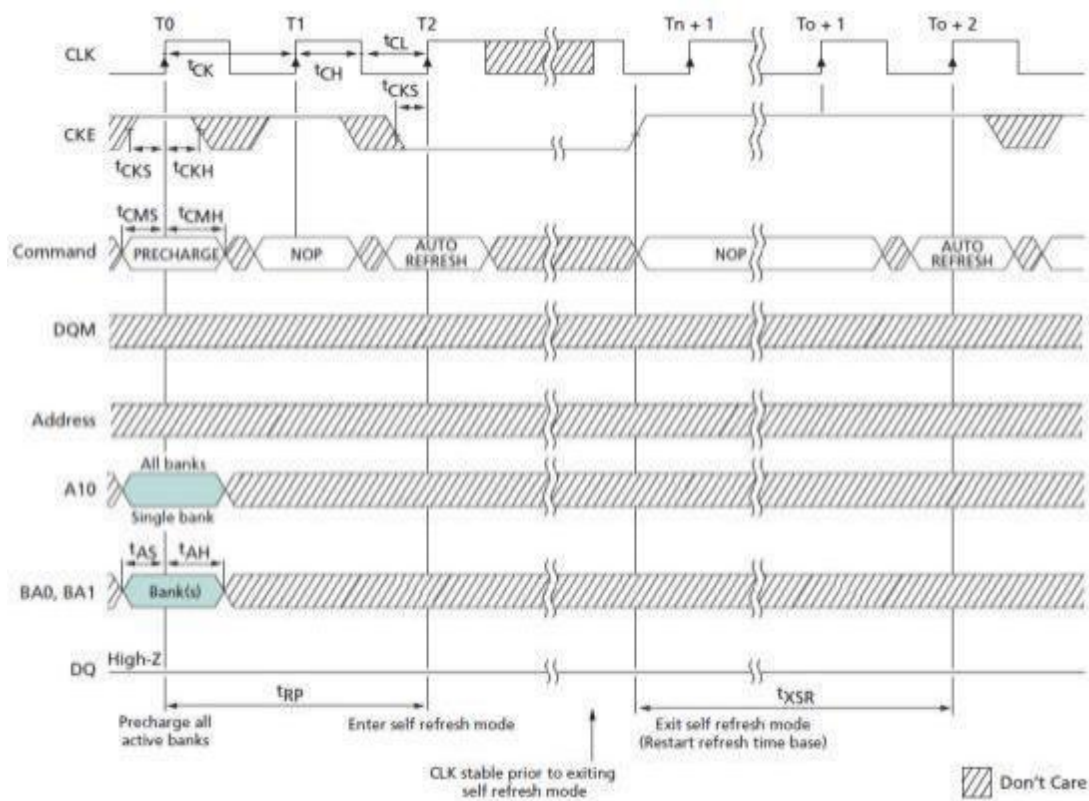 T0 T1 T2 Tn + 1 To + 1 To + 2
CLK
tCK tCH tCL
tCKS
CKE
tCKS tCKH
tCMS tCMH
Command PRECHARGE NOP AUTO REFRESH NOP AUTO REFRESH
DQM
Address
All banks
A10
Single bank
tAS tAH
BA0, BA1 Bank(s)
DQ High-Z
tRP tXSR
Precharge all
active banks
Enter self refresh mode
Exit self refresh mode
(Restart refresh time base)
CLK stable prior to exiting
self refresh mode
Don't Care